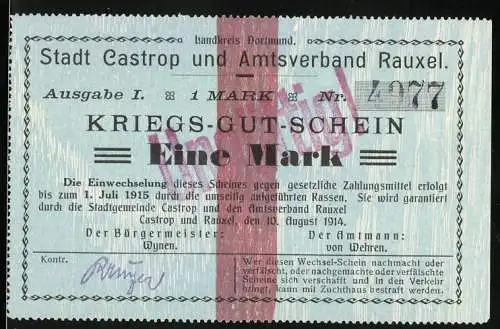 Landkreis Dortmund.
Stadt Castrop und Amtsverband Rauxel.
Ausgabe I. 1 MARK Nr. 4977
KRIEGS-GUT-SCHEIN
Eine Mark
Ungültig!
Die Einwechselung dieses Scheines gegen gesetzliche Zahlungsmittel erfolgt
bis zum 1. Juli 1915 durch die umseitig aufgeführten Kassen. Sie wird garantiert
durch die Stadtgemeinde Castrop und den Amtsverband Rauxel
Castrop und Rauxel, den 10. August 1914.
Der Bürgermeister: Der Amtmann:
Wynen. von Wehren.
Kontr.
Wer diesen Wechsel-Schein nachmacht oder
verfälscht, oder nachgemachte oder verfälschte
Scheine sich verschafft und in den Verkehr
bringt, kann mit Zuchthaus bestraft werden.